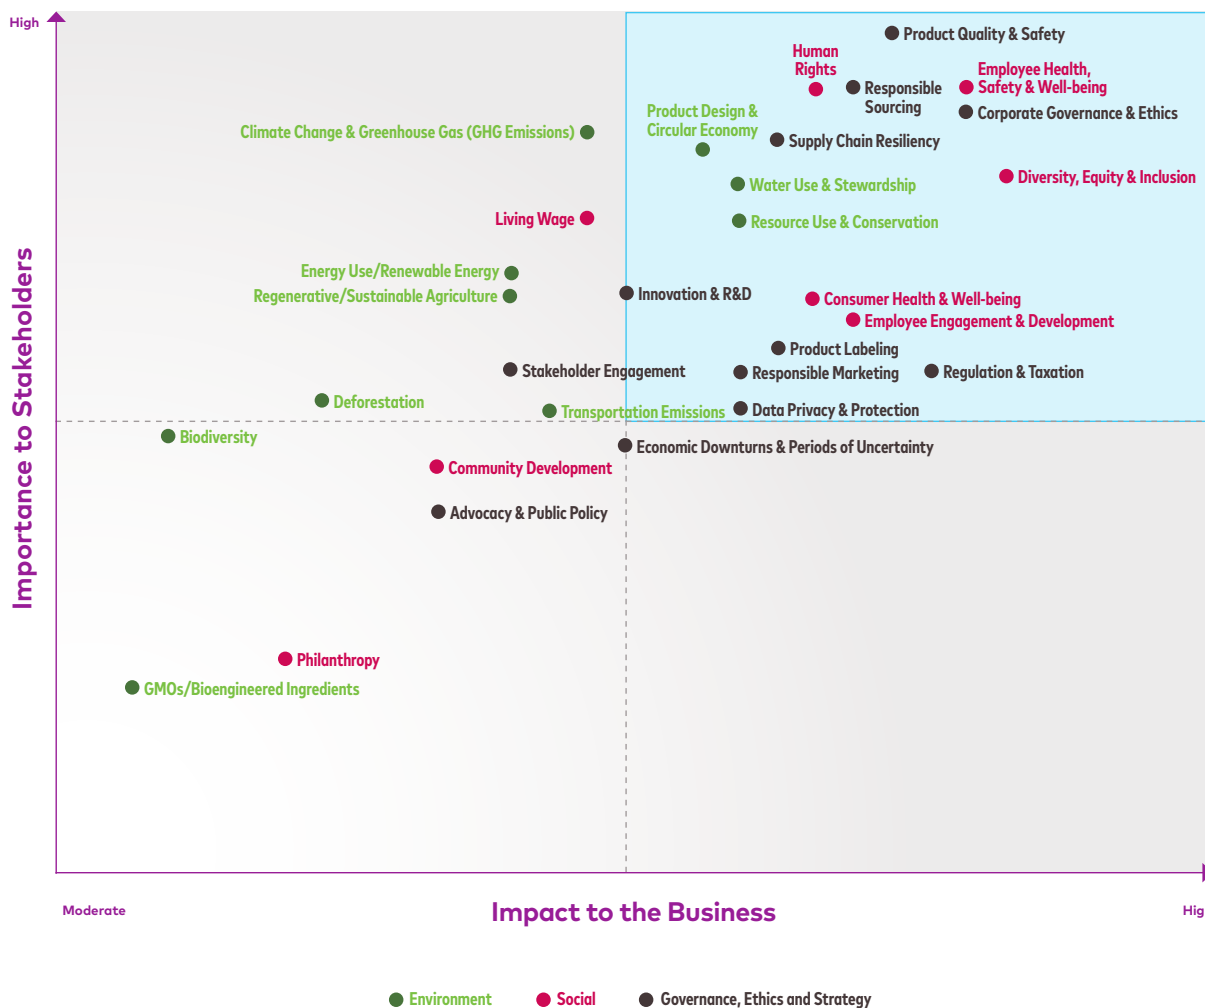 High
Product Quality & Safety
Human
Rights
Employee Health,
Safety & Well-being
Responsible
Sourcing
Product Design &
Circular Economy
Corporate Governance & Ethics
Climate Change & Greenhouse Gas (GHG Emissions)
Supply Chain Resiliency
Diversity, Equity & Inclusion
Water Use & Stewardship
Living Wage
Resource Use & Conservation
Energy Use/Renewable Energy
Regenerative/Sustainable Agriculture
Innovation & R&D
Consumer Health & Well-being
Employee Engagement & Development
Product Labeling
Stakeholder Engagement
Responsible Marketing
Regulation & Taxation
Deforestation
Transportation Emissions
Data Privacy & Protection
Biodiversity
Economic Downturns & Periods of Uncertainty
Community Development
Advocacy & Public Policy
Philanthropy
GMOs/Bioengineered Ingredients
Importance to Stakeholders
Moderate
Impact to the Business
Hig
Environment
Social
Governance, Ethics and Strategy